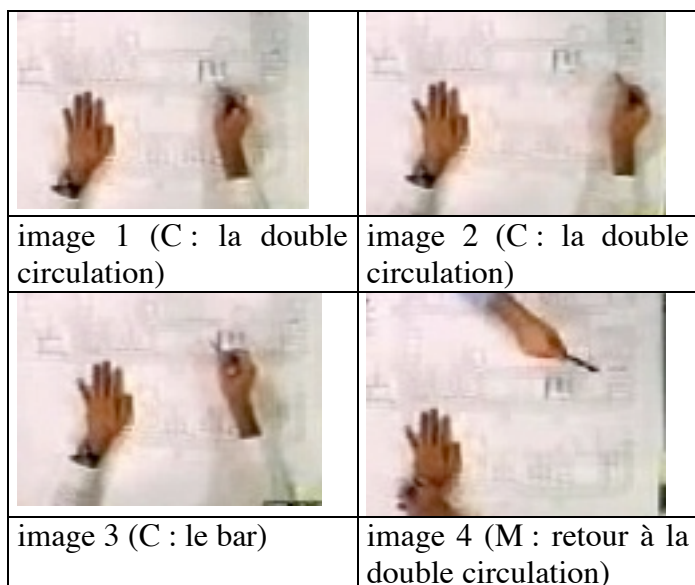 image 1 (C : la double
circulation)
image 2 (C : la double
circulation)
image 3 (C : le bar)
image 4 (M : retour à la
double circulation)